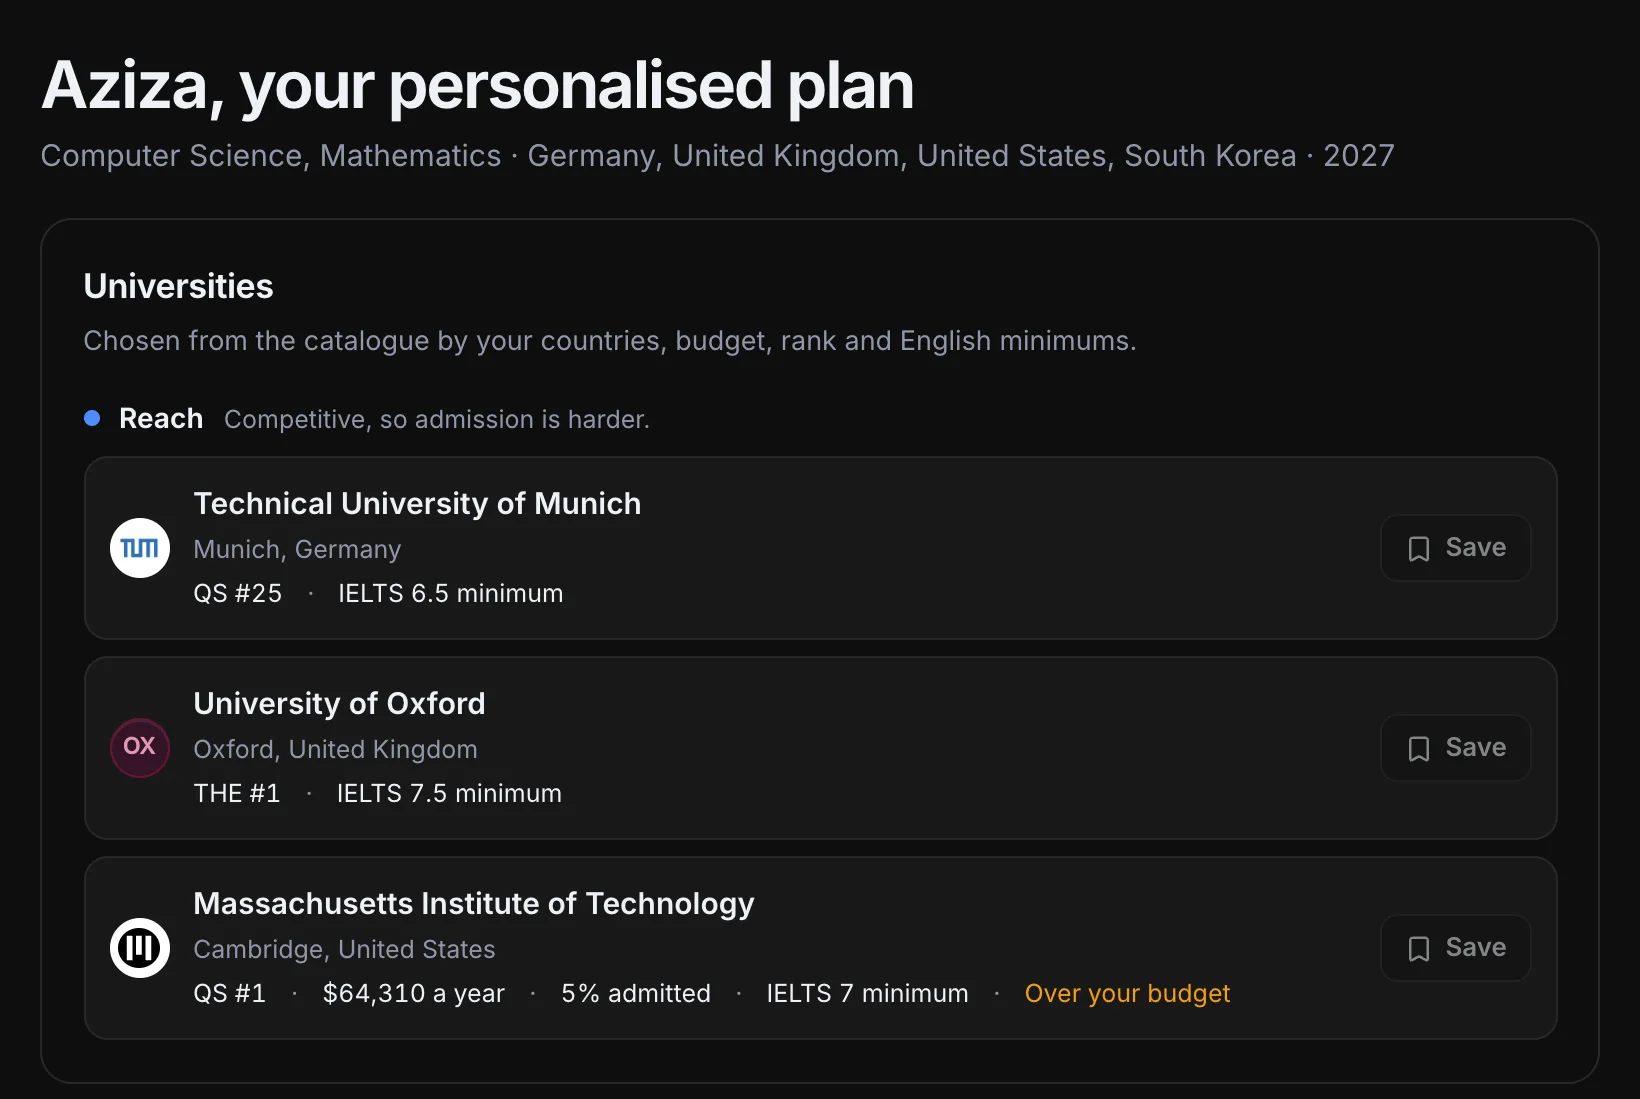 Aziza, your personalised plan
Computer Science, Mathematics · Germany, United Kingdom, United States, South Korea · 2027
Universities
Chosen from the catalogue by your countries, budget, rank and English minimums.
Reach Competitive, so admission is harder.
Technical University of Munich
TUM
Munich, Germany
Save
QS #25 · IELTS 6.5 minimum
University of Oxford
OX
Oxford, United Kingdom
Save
THE #1 · IELTS 7.5 minimum
Massachusetts Institute of Technology
Cambridge, United States
Save
QS #1 · $64,310 a year · 5% admitted · IELTS 7 minimum · Over your budget